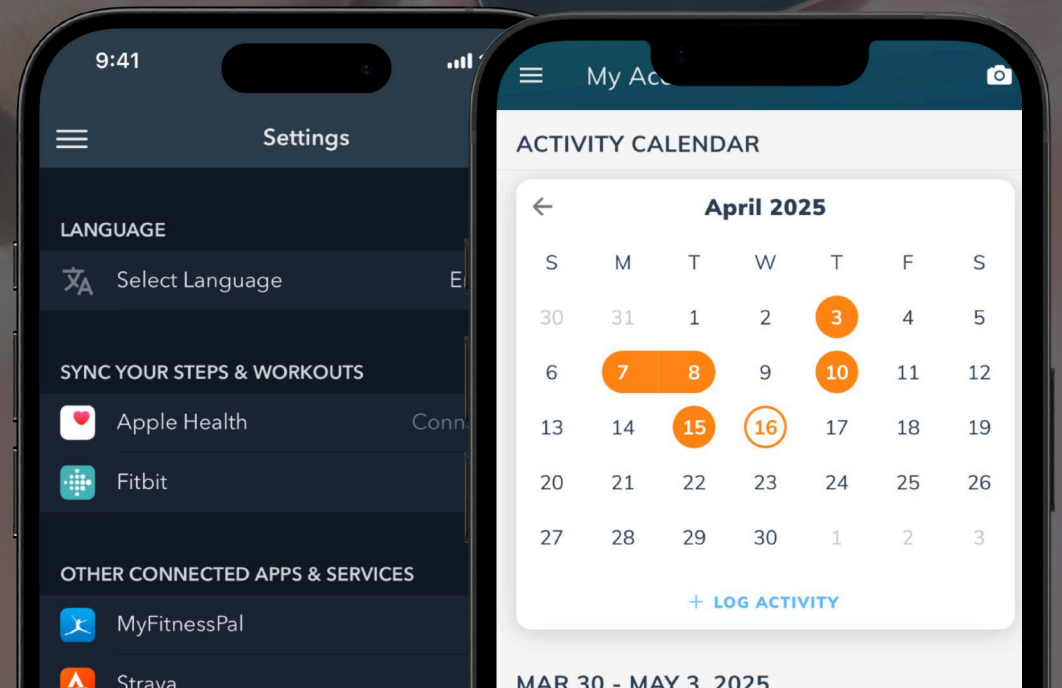 9:41
Settings
LANGUAGE
Select Language
SYNC YOUR STEPS & WORKOUTS
Apple Health
Fitbit
OTHER CONNECTED APPS & SERVICES
MyFitnessPal
Strava
My
ACTIVITY CALENDAR
April 2025
S M T W T F S
30 31 1 2 3 4 5
6 7 8 9 10 11 12
13 14 15 16 17 18 19
20 21 22 23 24 25 26
27 28 29 30 1 2 3
+ LOG ACTIVITY
MAR 30 - MAY 3, 2025